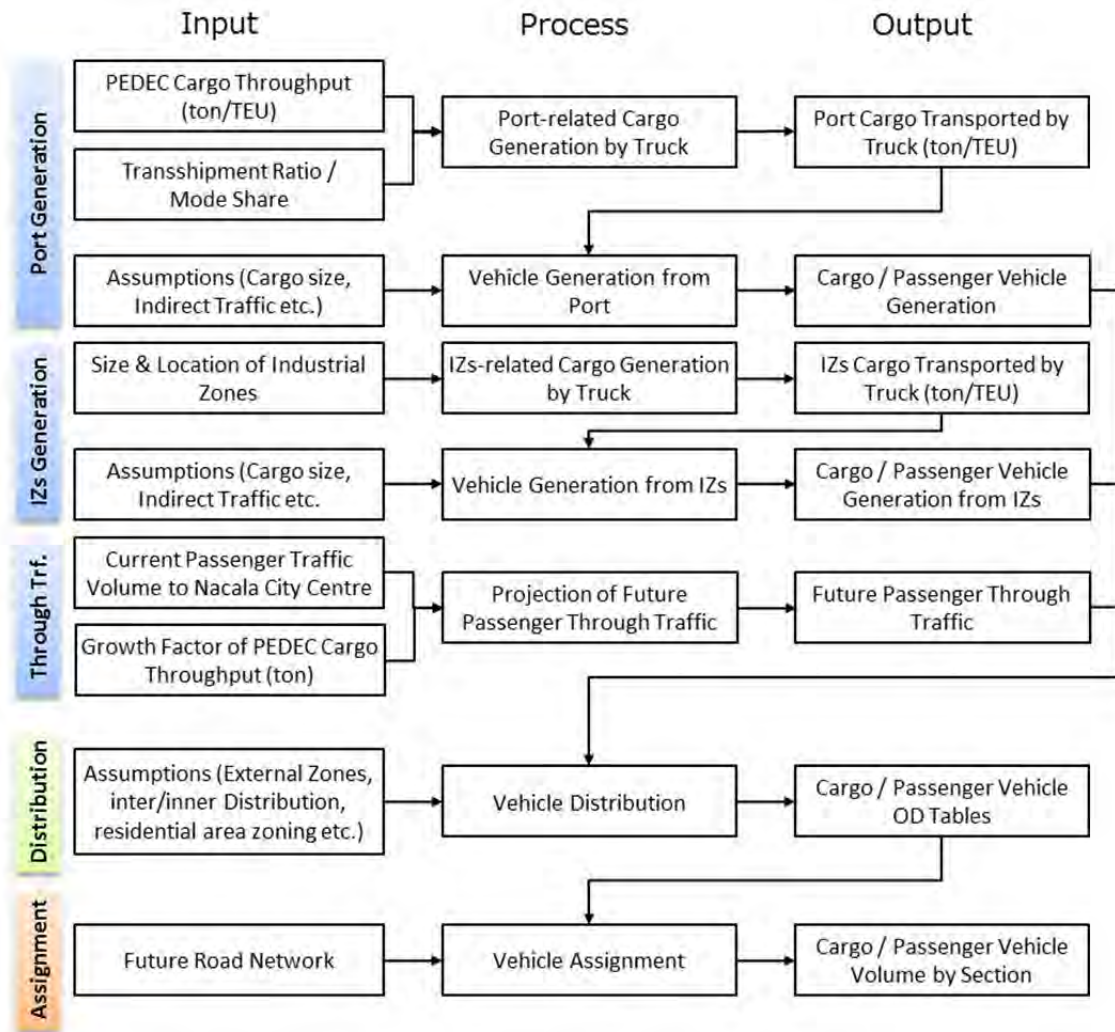 Input
Process
Output
Port Generation
PEDEC Cargo Throughput
(ton/TEU)
Transshipment Ratio /
Mode Share
Port-related Cargo
Generation by Truck
Port Cargo Transported by
Truck (ton/TEU)
Assumptions (Cargo size,
Indirect Traffic etc.)
Vehicle Generation from
Port
Cargo / Passenger Vehicle
Generation
IZs Generation
Size & Location of Industrial
Zones
IZs-related Cargo Generation
by Truck
IZs Cargo Transported by
Truck (ton/TEU)
Assumptions (Cargo size,
Indirect Traffic etc.
Vehicle Generation from IZs
Cargo / Passenger Vehicle
Generation from IZs
Through Trf.
Current Passenger Traffic
Volume to Nacala City Centre
Growth Factor of PEDEC Cargo
Throughput (ton)
Projection of Future
Passenger Through Traffic
Future Passenger Through
Traffic
Distribution
Assumptions (External Zones,
inter/inner Distribution,
residential area zoning etc.)
Vehicle Distribution
Cargo / Passenger Vehicle
OD Tables
Assignment
Future Road Network
Vehicle Assignment
Cargo / Passenger Vehicle
Volume by Section